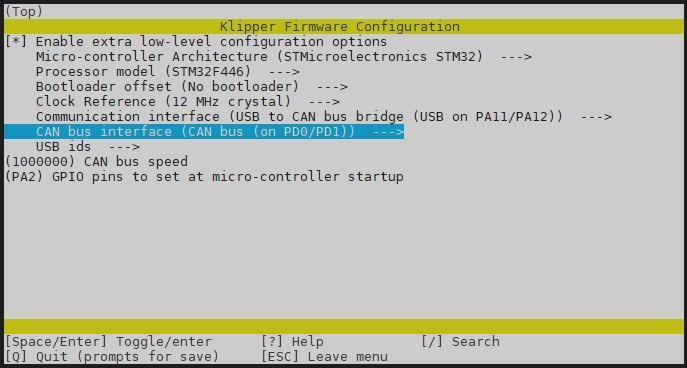 (Top)
Klipper Firmware Configuration
[*] Enable extra low-level configuration options
Micro-controller Architecture (STMicroelectronics STM32)  --->
Processor model (STM32F446)  --->
Bootloader offset (No bootloader)  --->
Clock Reference (12 MHz crystal)  --->
Communication interface (USB to CAN bus bridge (USB on PA11/PA12))  --->
CAN bus interface (CAN bus (on PD0/PD1))  --->
USB ids  --->
(1000000) CAN bus speed
(PA2) GPIO pins to set at micro-controller startup
[Space/Enter] Toggle/enter [?] Help [/] Search
[Q] Quit (prompts for save) [ESC] Leave menu